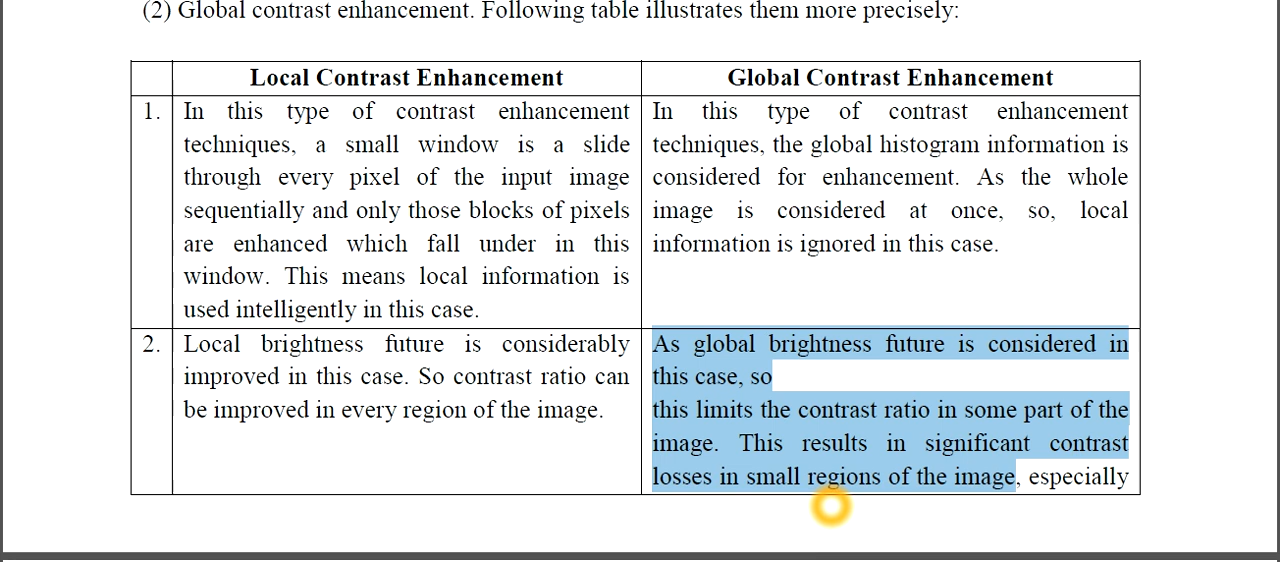 (2) Global contrast enhancement. Following table illustrates them more precisely:
Local Contrast Enhancement
Global Contrast Enhancement
1.
In this type of contrast enhancement
techniques, a small window is a slide
through every pixel of the input image
sequentially and only those blocks of pixels
are enhanced which fall under in this
window. This means local information is
used intelligently in this case.
In this type of contrast enhancement
techniques, the global histogram information is
considered for enhancement. As the whole
image is considered at once, so, local
information is ignored in this case.
2.
Local brightness future is considerably
improved in this case. So contrast ratio can
be improved in every region of the image.
As global brightness future is considered in
this case, so
this limits the contrast ratio in some part of the
image. This results in significant contrast
losses in small regions of the image, especially